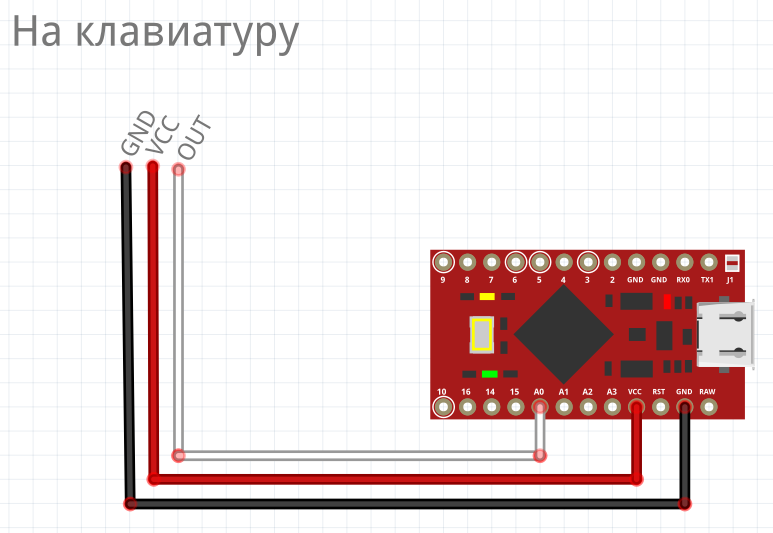 На клавиатуру
GND
VCC
OUT
9 8 7 6 5 4 3 2 GND GND RX0 TX1 J1
10 16 14 15 A0 A1 A2 A3 VCC RST GND RAW